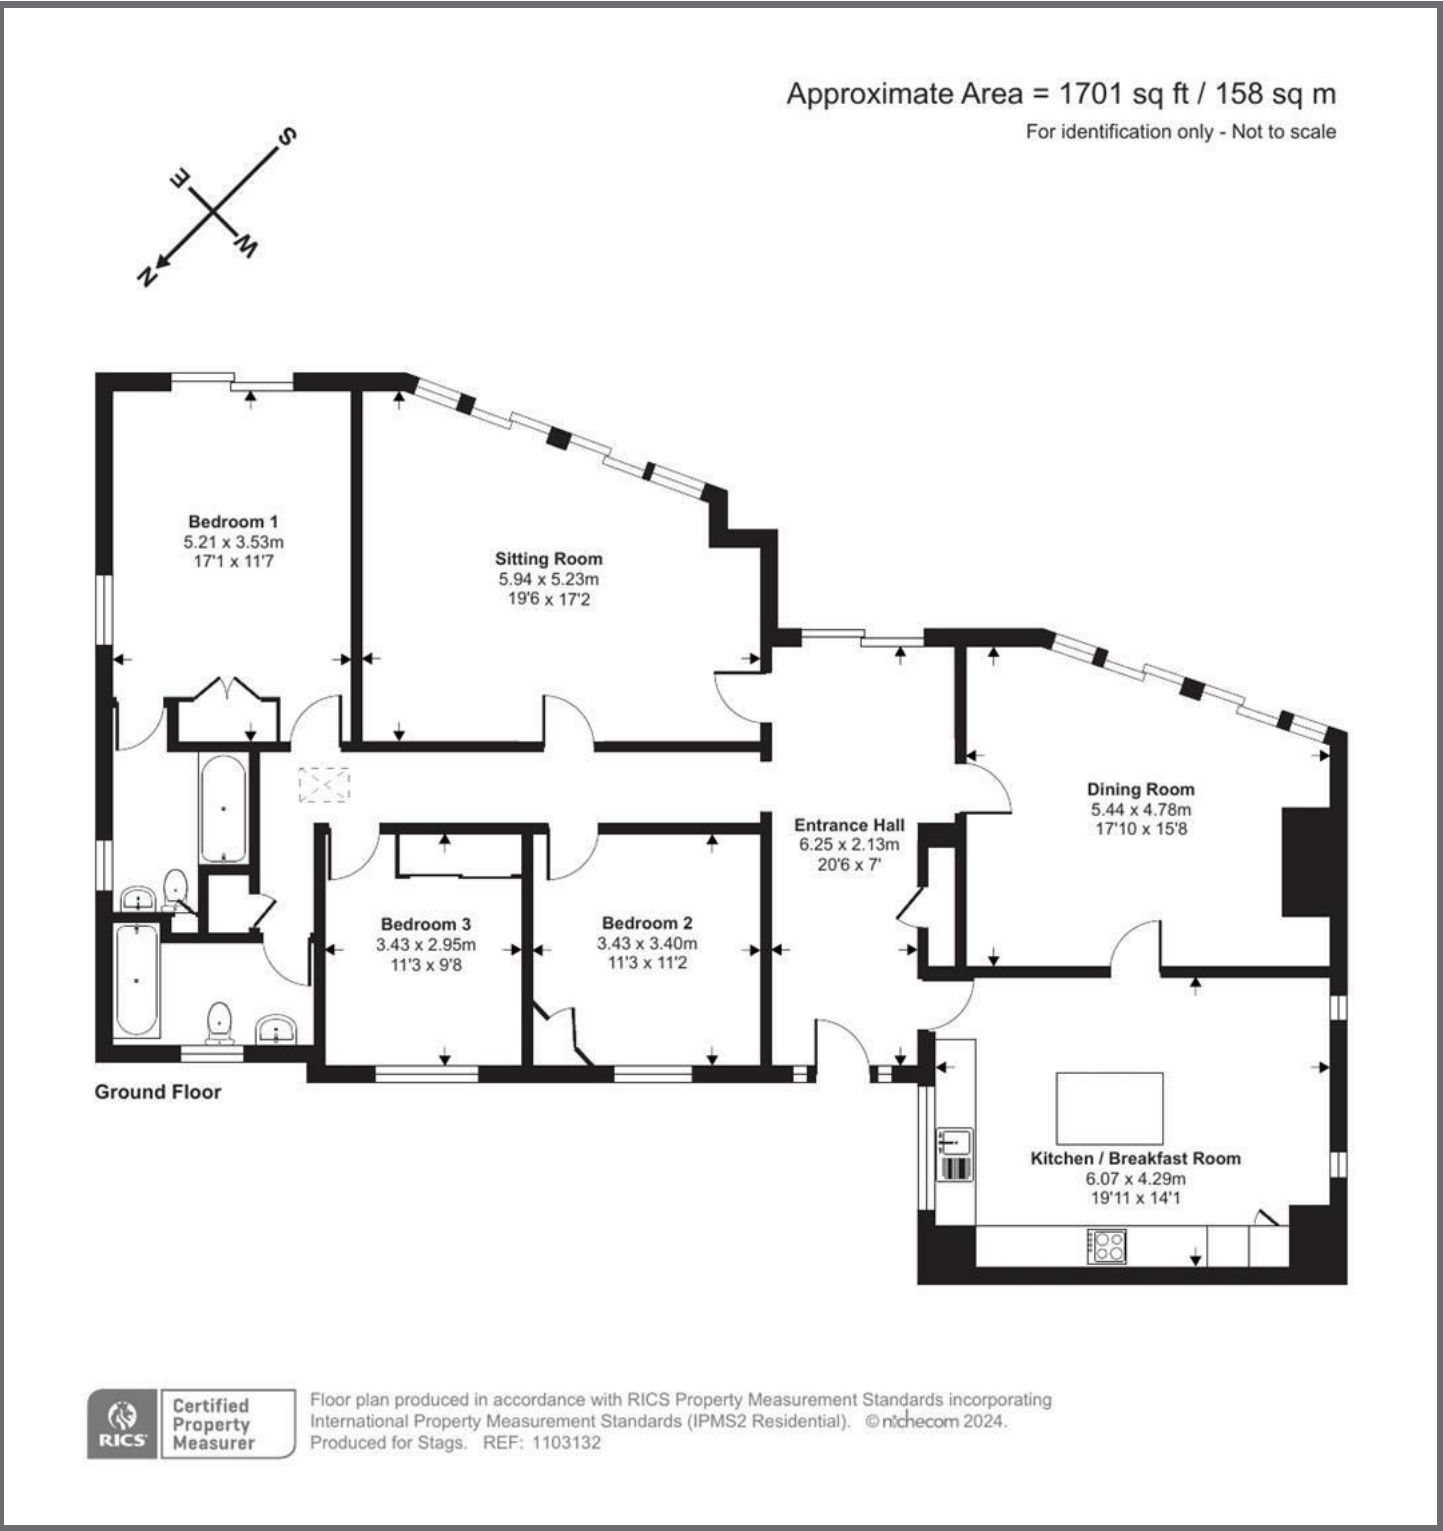 Approximate Area = 1701 sq ft / 158 sq m
For identification only - Not to scale
S
E
W
N
Bedroom 1
5.21 x 3.53m
17'1 x 11'7
Sitting Room
5.94 x 5.23m
19'6 x 17'2
Dining Room
5.44 x 4.78m
17'10 x 15'8
Entrance Hall
6.25 x 2.13m
20'6 x 7'
Bedroom 3
3.43 x 2.95m
11'3 x 9'8
Bedroom 2
3.43 x 3.40m
11'3 x 11'2
Ground Floor
Kitchen / Breakfast Room
6.07 x 4.29m
19'11 x 14'1
RICS
Certified
Property
Measurer
Floor plan produced in accordance with RICS Property Measurement Standards incorporating
International Property Measurement Standards (IPMS2 Residential). © nichecom 2024.
Produced for Stags. REF: 1103132